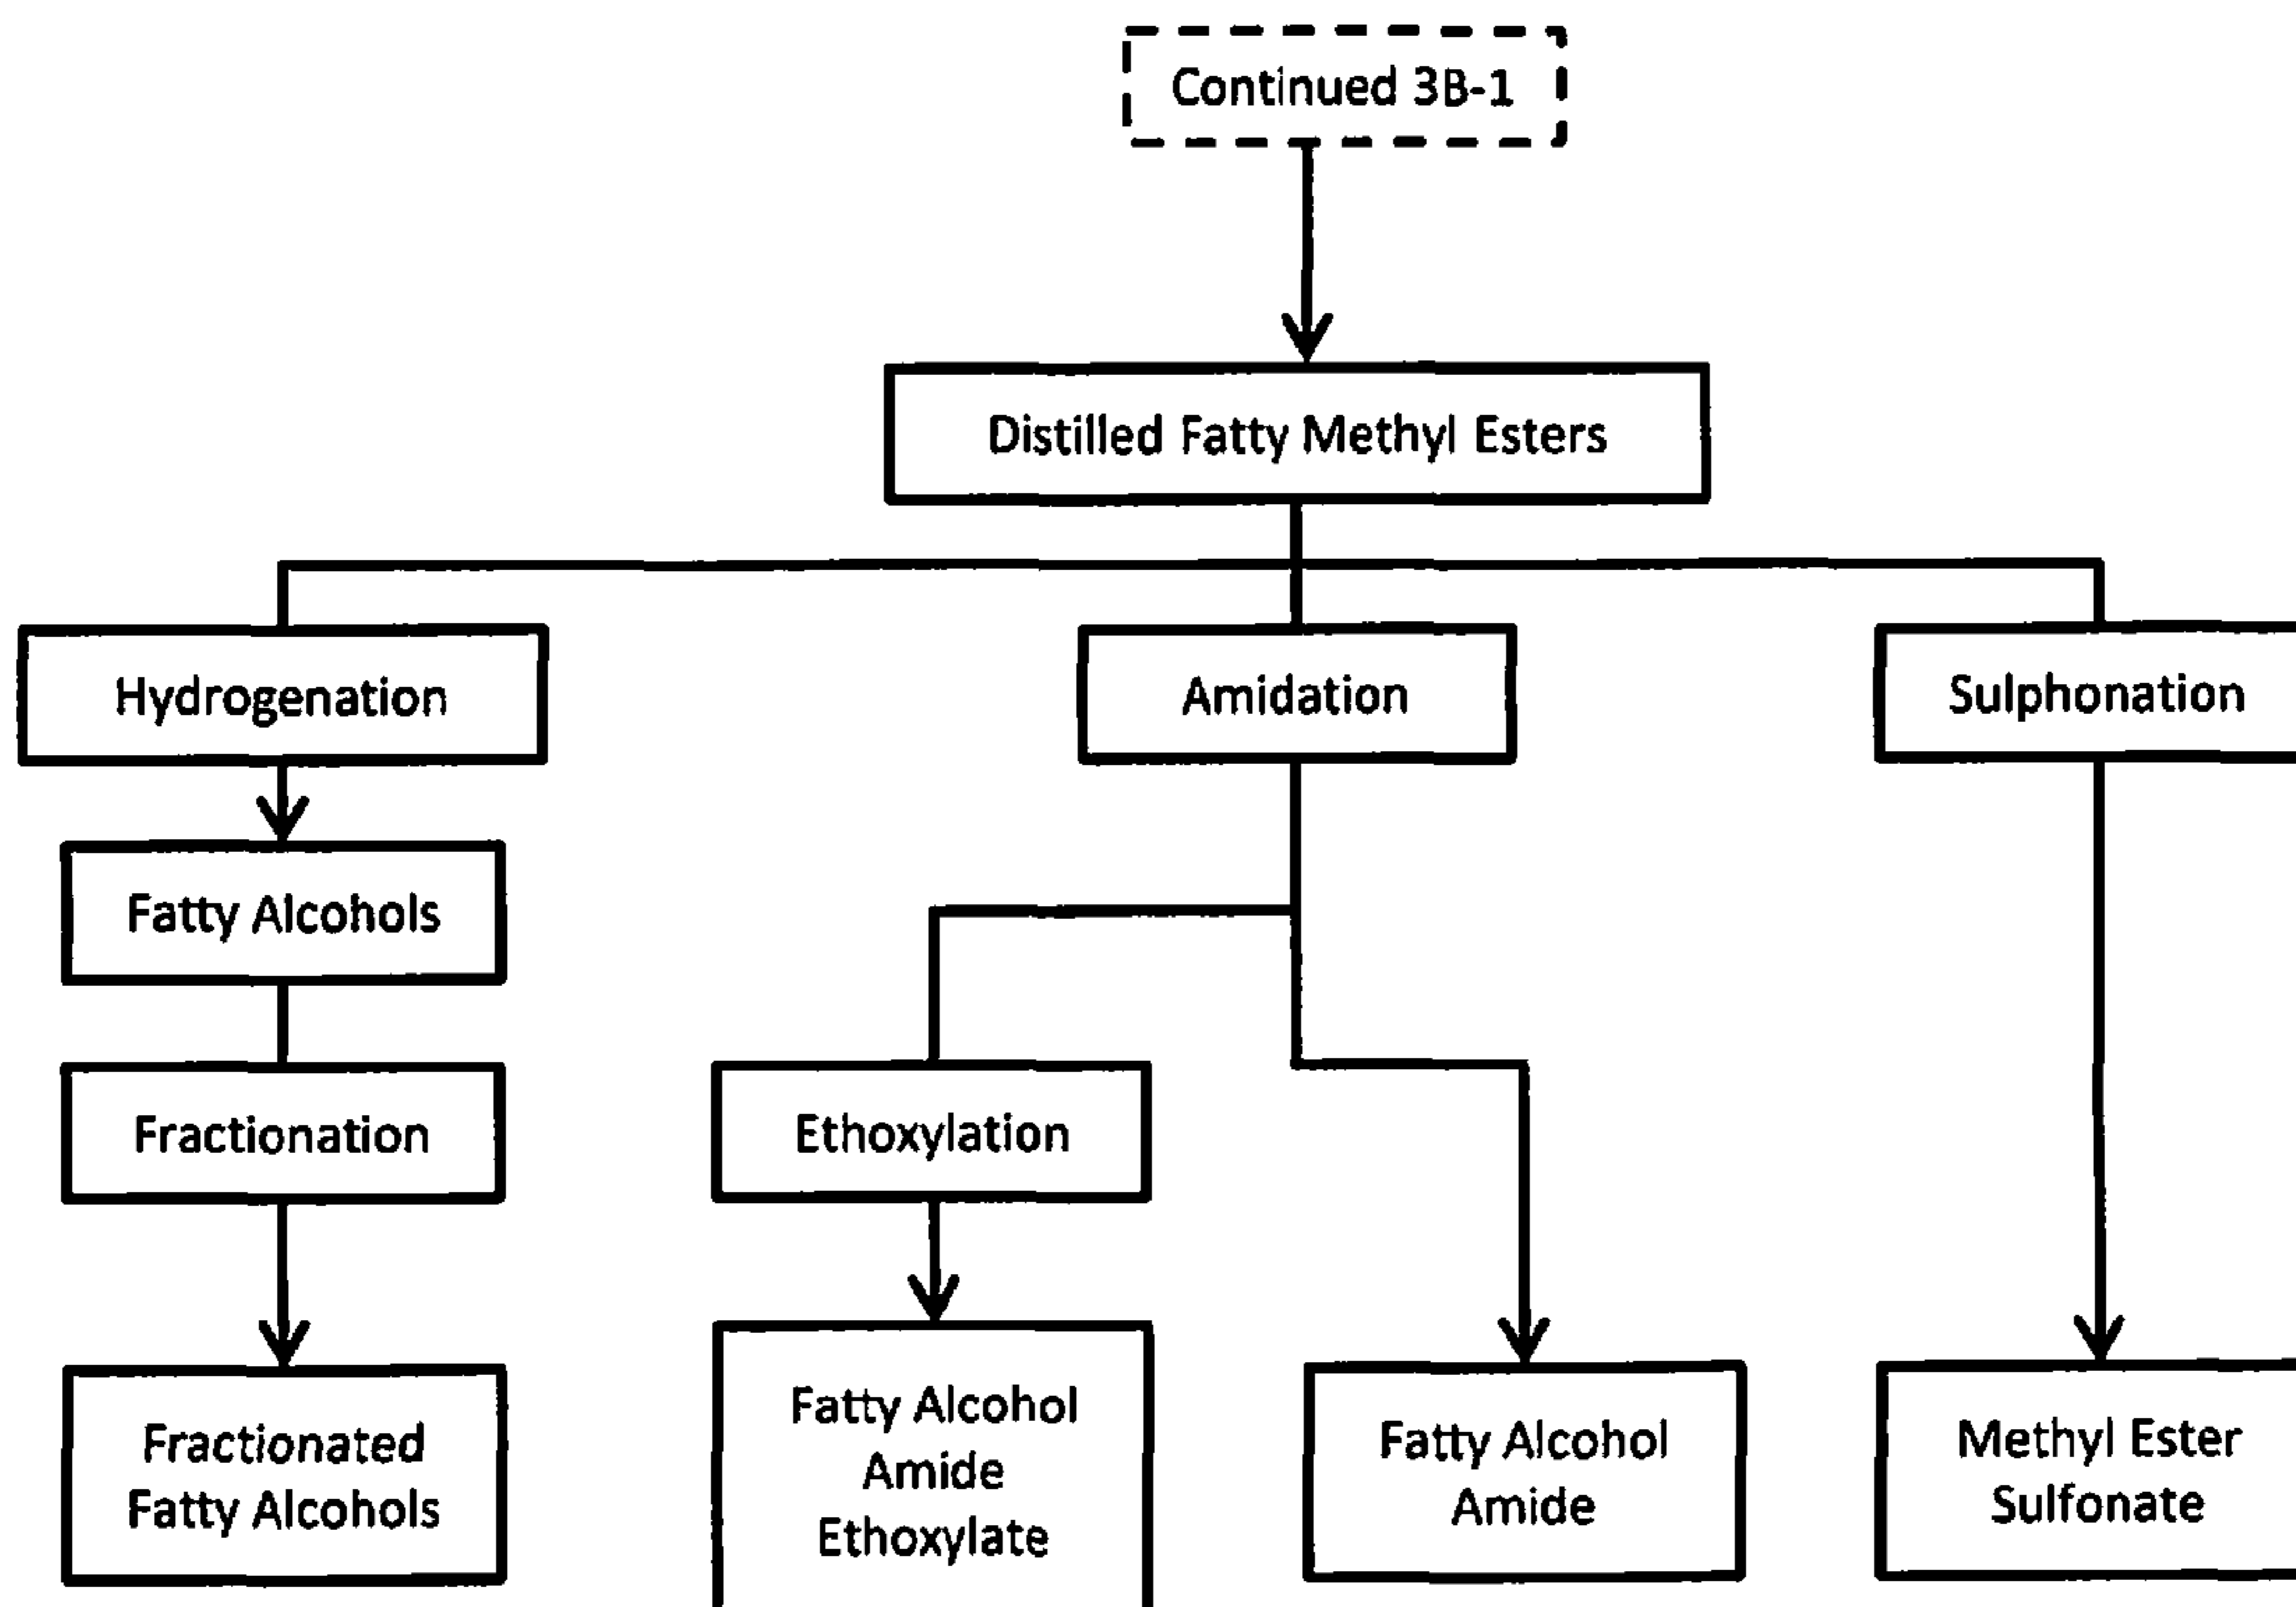 Continued 3B-1
Distilled Fatty Methyl Esters
Hydrogenation
Amidation
Sulphonation
Fatty Alcohols
Fractionation
Ethoxylation
Fractionated
Fatty Alcohols
Fatty Alcohol
Amide
Ethoxylate
Fatty Alcohol
Amide
Methyl Ester
Sulfonate